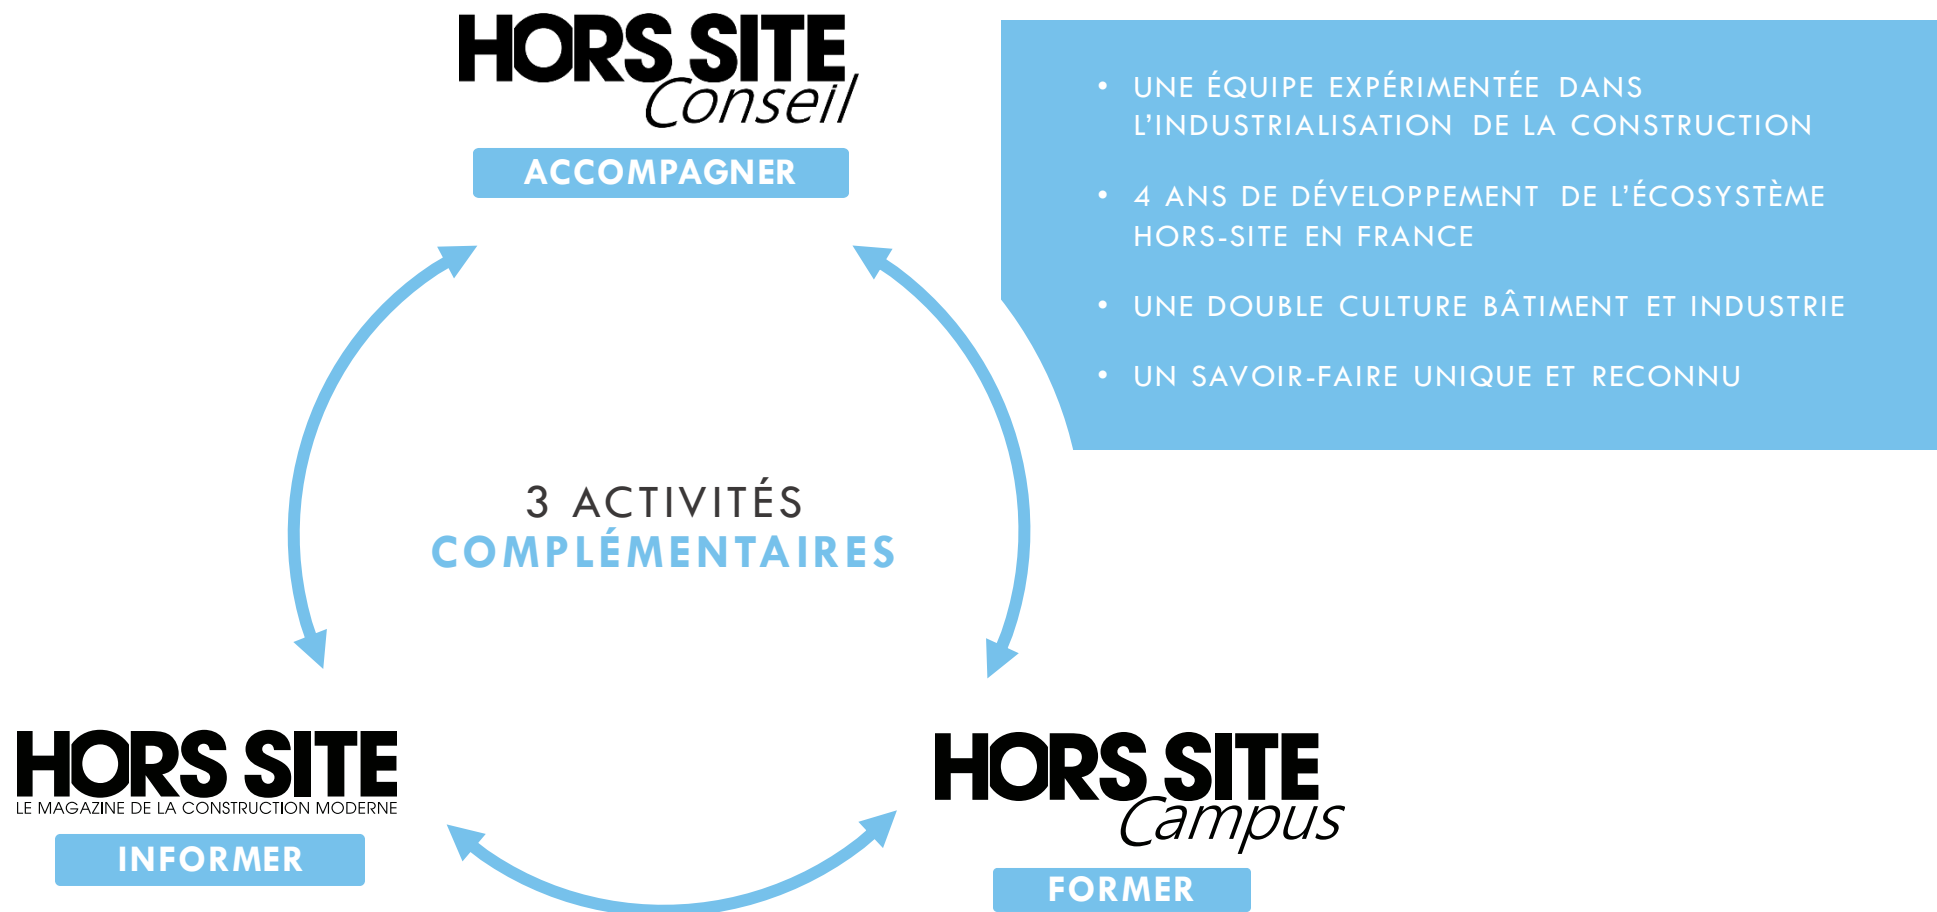 HORS SITE
Conseil
ACCOMPAGNER
• UNE ÉQUIPE EXPÉRIMENTÉE DANS
L’INDUSTRIALISATION DE LA CONSTRUCTION
• 4 ANS DE DÉVELOPPEMENT DE L’ÉCOSYSTÈME
HORS-SITE EN FRANCE
• UNE DOUBLE CULTURE BÂTIMENT ET INDUSTRIE
• UN SAVOIR-FAIRE UNIQUE ET RECONNU
3 ACTIVITÉS
COMPLÉMENTAIRES
HORS SITE
LE MAGAZINE DE LA CONSTRUCTION MODERNE
INFORMER
HORS SITE
Campus
FORMER